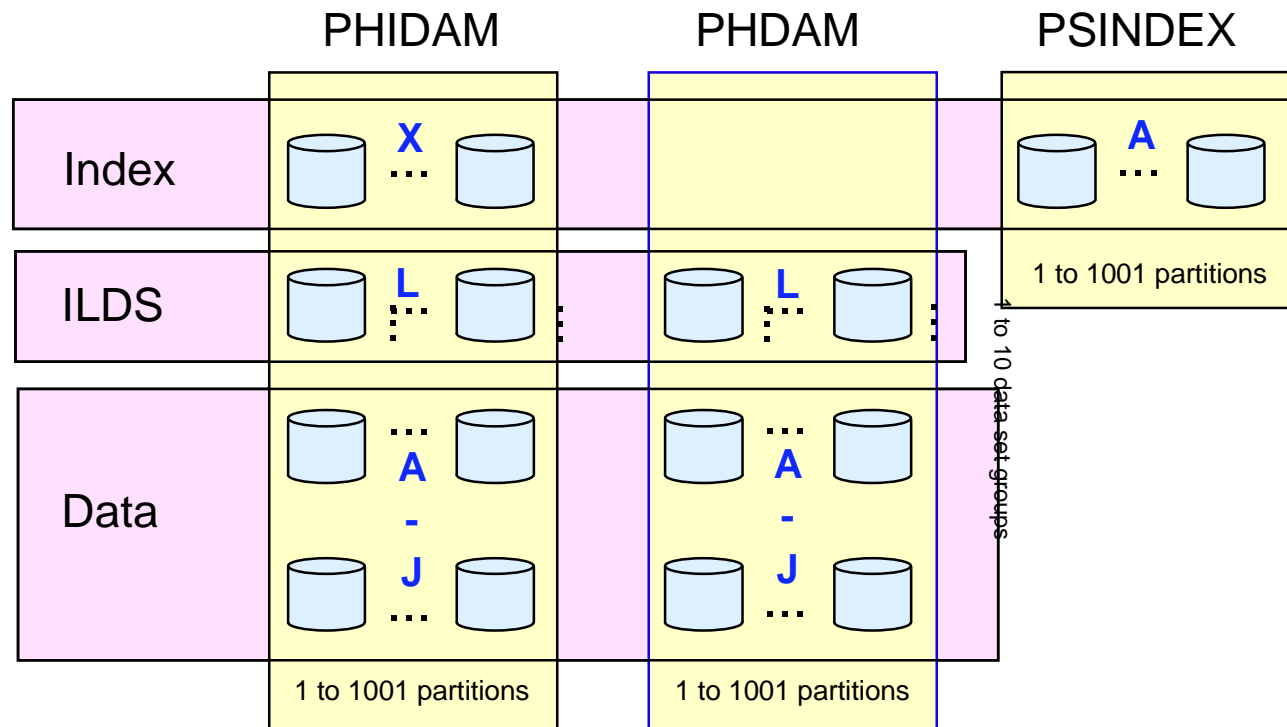 PHIDAM PHDAM PSINDEX
Index X ... A ...
ILDS L ... L ...
1 to 1001 partitions
1 to 10 data set groups
Data ... A - J ... ... A - J ...
1 to 1001 partitions 1 to 1001 partitions